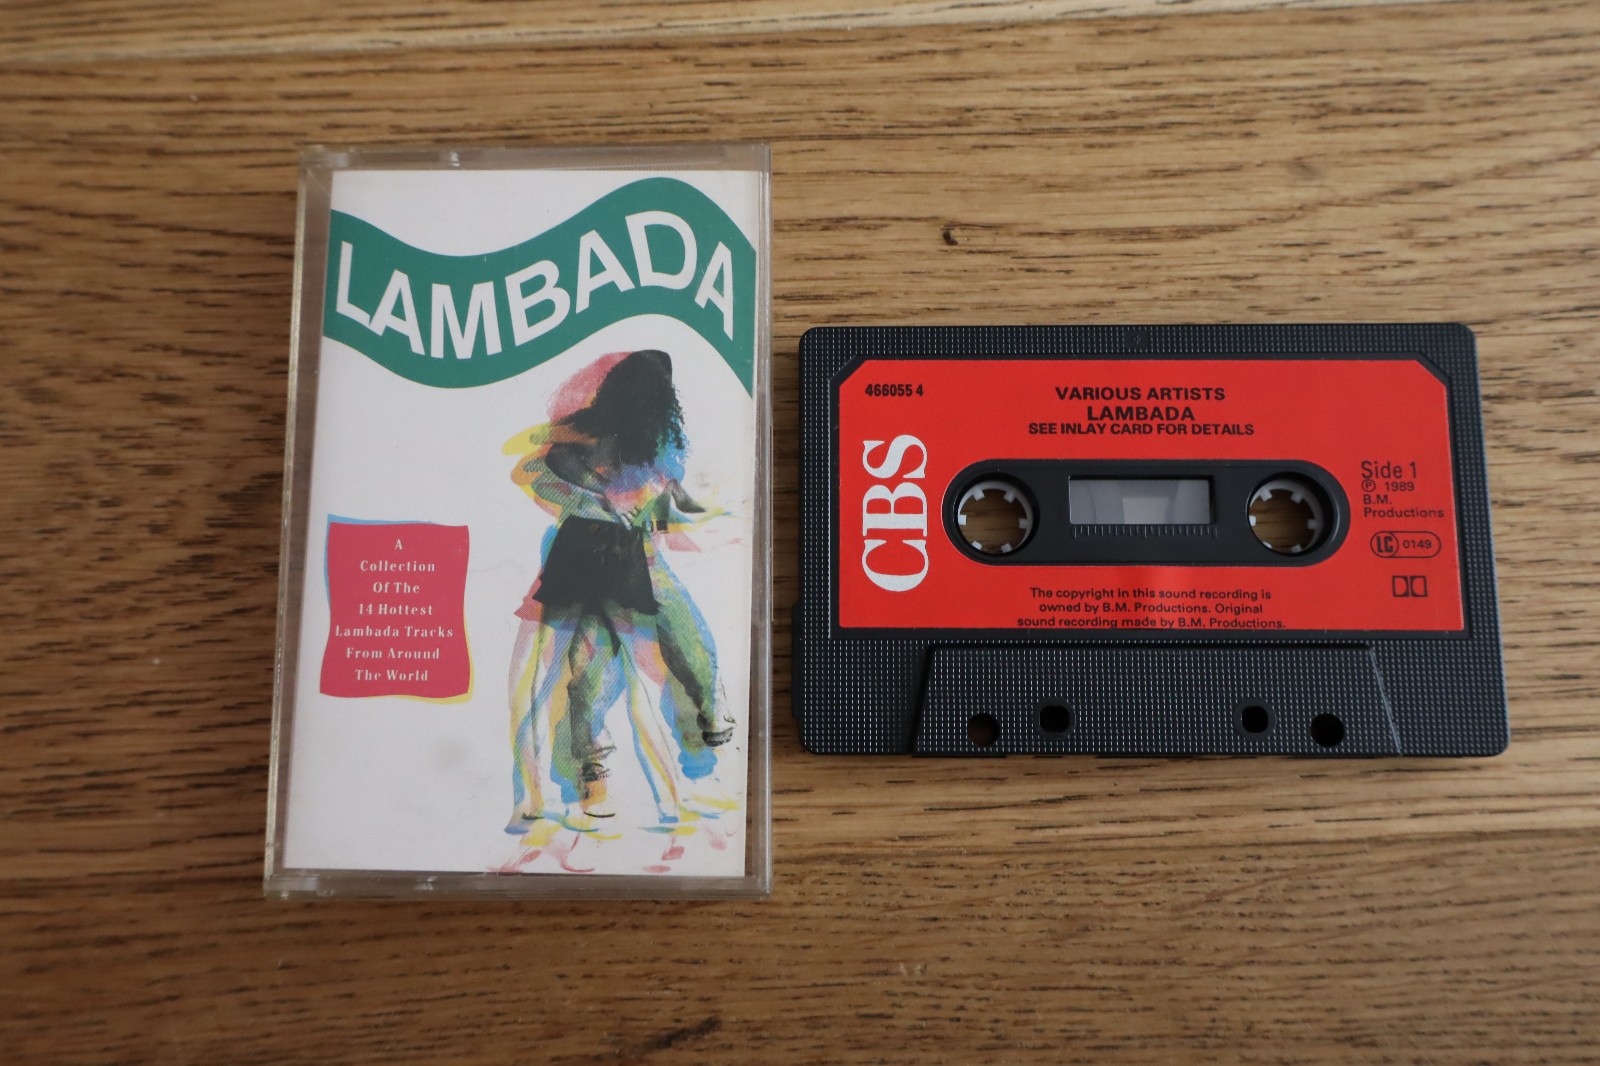 LAMBADA
A
Collection
Of The
14 Hottest
Lambada Tracks
From Around
The World
466055 4
VARIOUS ARTISTS
LAMBADA
SEE INLAY CARD FOR DETAILS
CBS
Side 1
Ⓟ 1989
B.M.
Productions
LC 0149
The copyright in this sound recording is
owned by B.M. Productions. Original
sound recording made by B.M. Productions.